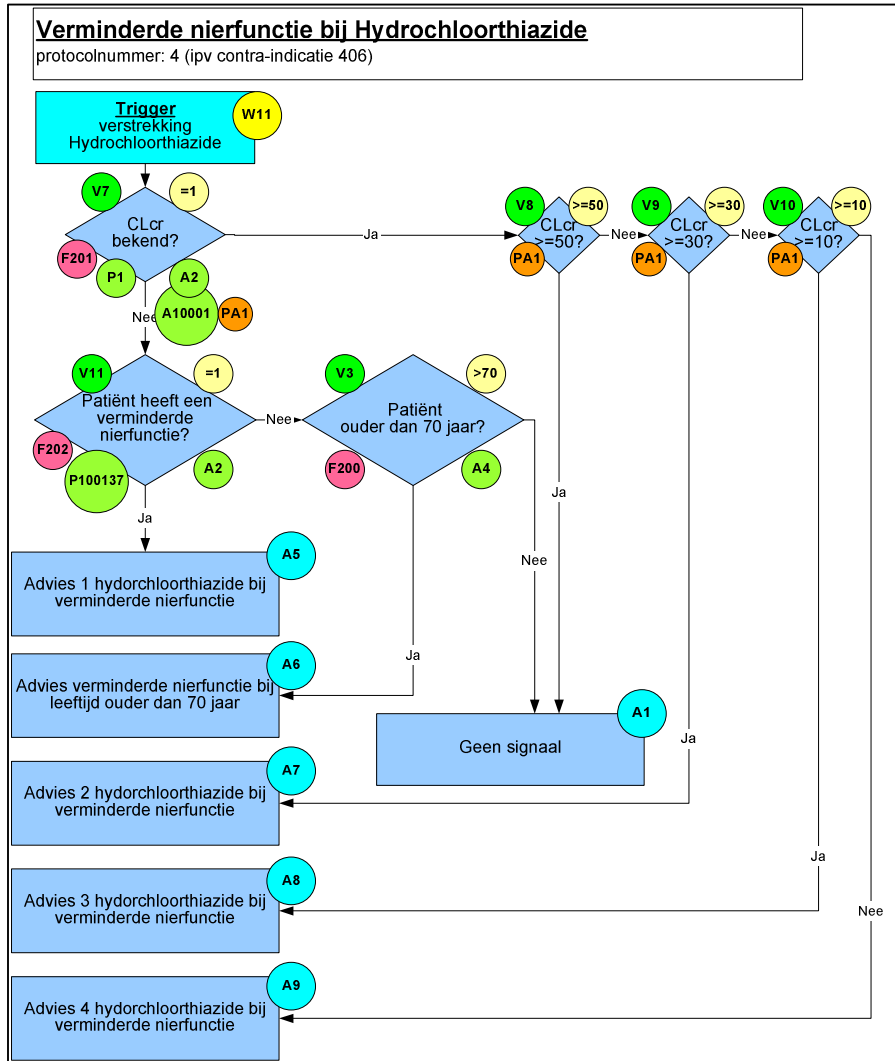 Verminderde nierfunctie bij Hydrochloorthiazide
protocolnummer: 4 (ipv contra-indicatie 406)
Trigger
verstrekking
Hydrochloorthiazide
W11
V7
=1
CLcr
bekend?
F201
P1
A2
A10001
PA1
Ja
Nee
V8
>=50
CLcr
>=50?
PA1
Nee
V9
>=30
CLcr
>=30?
PA1
Nee
V10
>=10
CLcr
>=10?
PA1
V11
=1
Patiënt heeft een
verminderde
nierfunctie?
F202
P100137
A2
Nee
V3
>70
Patiënt
ouder dan 70 jaar?
F200
A4
Ja
Ja
Nee
Ja
A5
Advies 1 hydorchloorthiazide bij
verminderde nierfunctie
A6
Advies verminderde nierfunctie bij
leeftijd ouder dan 70 jaar
A1
Geen signaal
Ja
A7
Advies 2 hydorchloorthiazide bij
verminderde nierfunctie
Ja
A8
Advies 3 hydorchloorthiazide bij
verminderde nierfunctie
Nee
A9
Advies 4 hydorchloorthiazide bij
verminderde nierfunctie